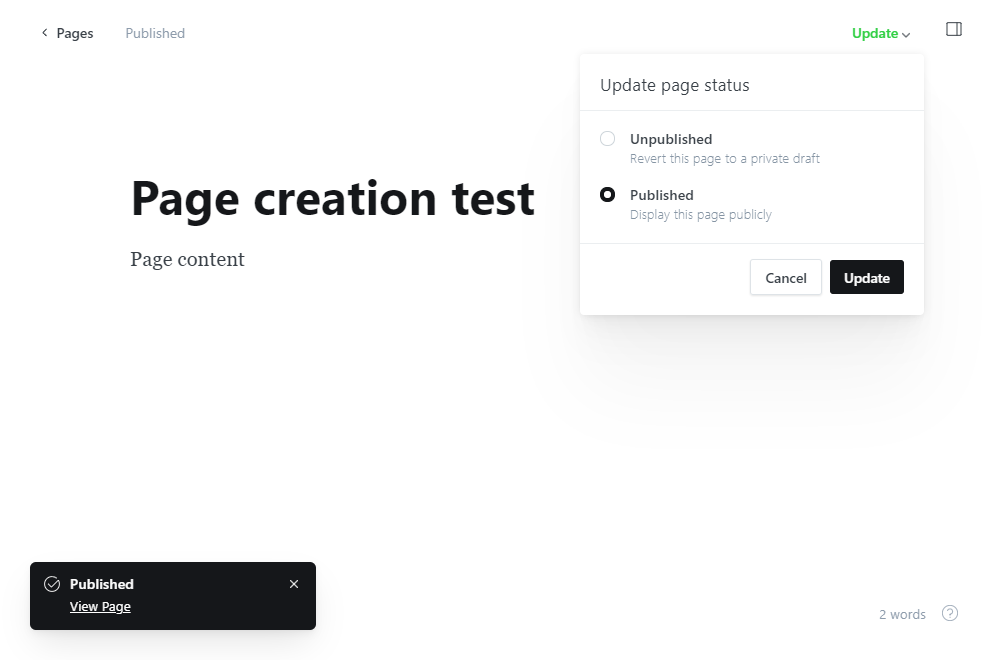 Pages
Published
Update
Update page status
Unpublished
Revert this page to a private draft
Published
Display this page publicly
Cancel
Update
Page creation test
Page content
Published
View Page
2 words
?